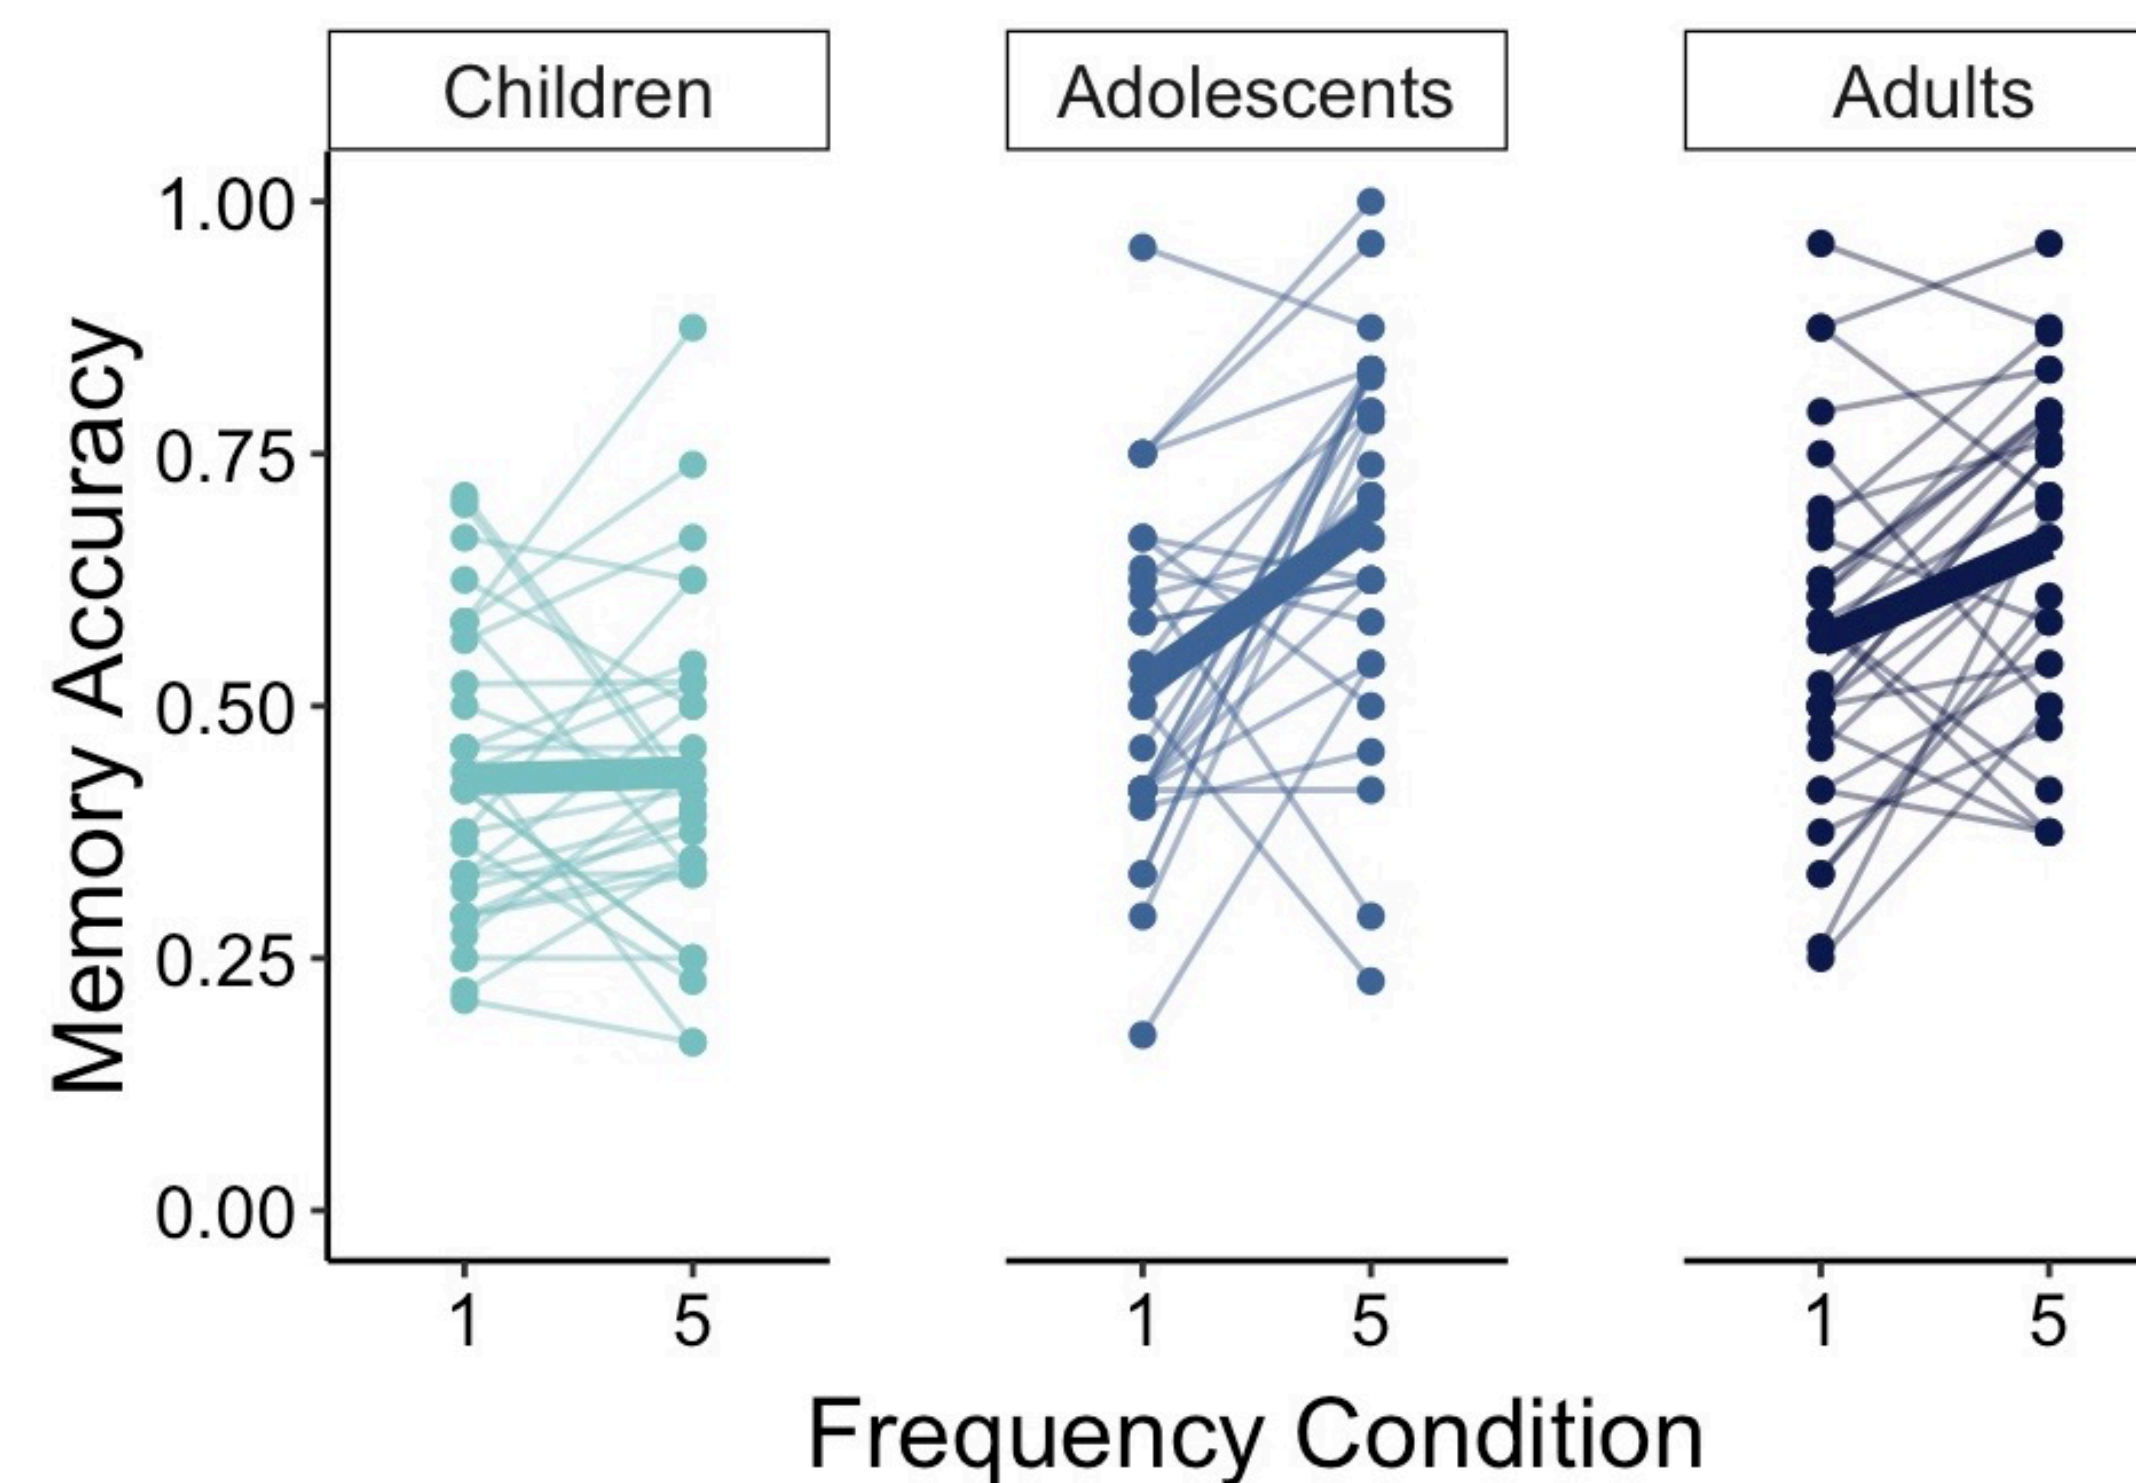 Children
Adolescents
Adults
Memory Accuracy
1.00
0.75
0.50
0.25
0.00
1 5 1 5 1 5
Frequency Condition